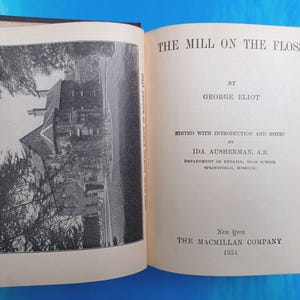 THE MILL ON THE FLOSS
BY
GEORGE ELIOT
EDITED WITH INTRODUCTION AND NOTES
BY
IDA AUSHERMAN, A.B.
DEPARTMENT OF ENGLISH, HIGH SCHOOL
SPRINGFIELD, MISSOURI
New York
THE MACMILLAN COMPANY